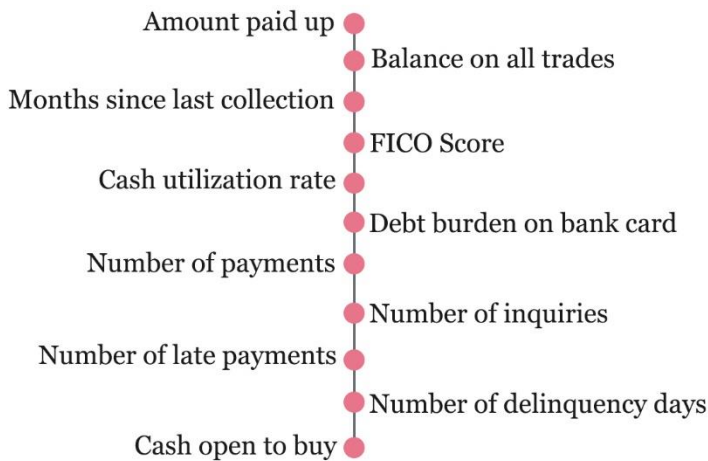 Amount paid up
Balance on all trades
Months since last collection
FICO Score
Cash utilization rate
Debt burden on bank card
Number of payments
Number of inquiries
Number of late payments
Number of delinquency days
Cash open to buy